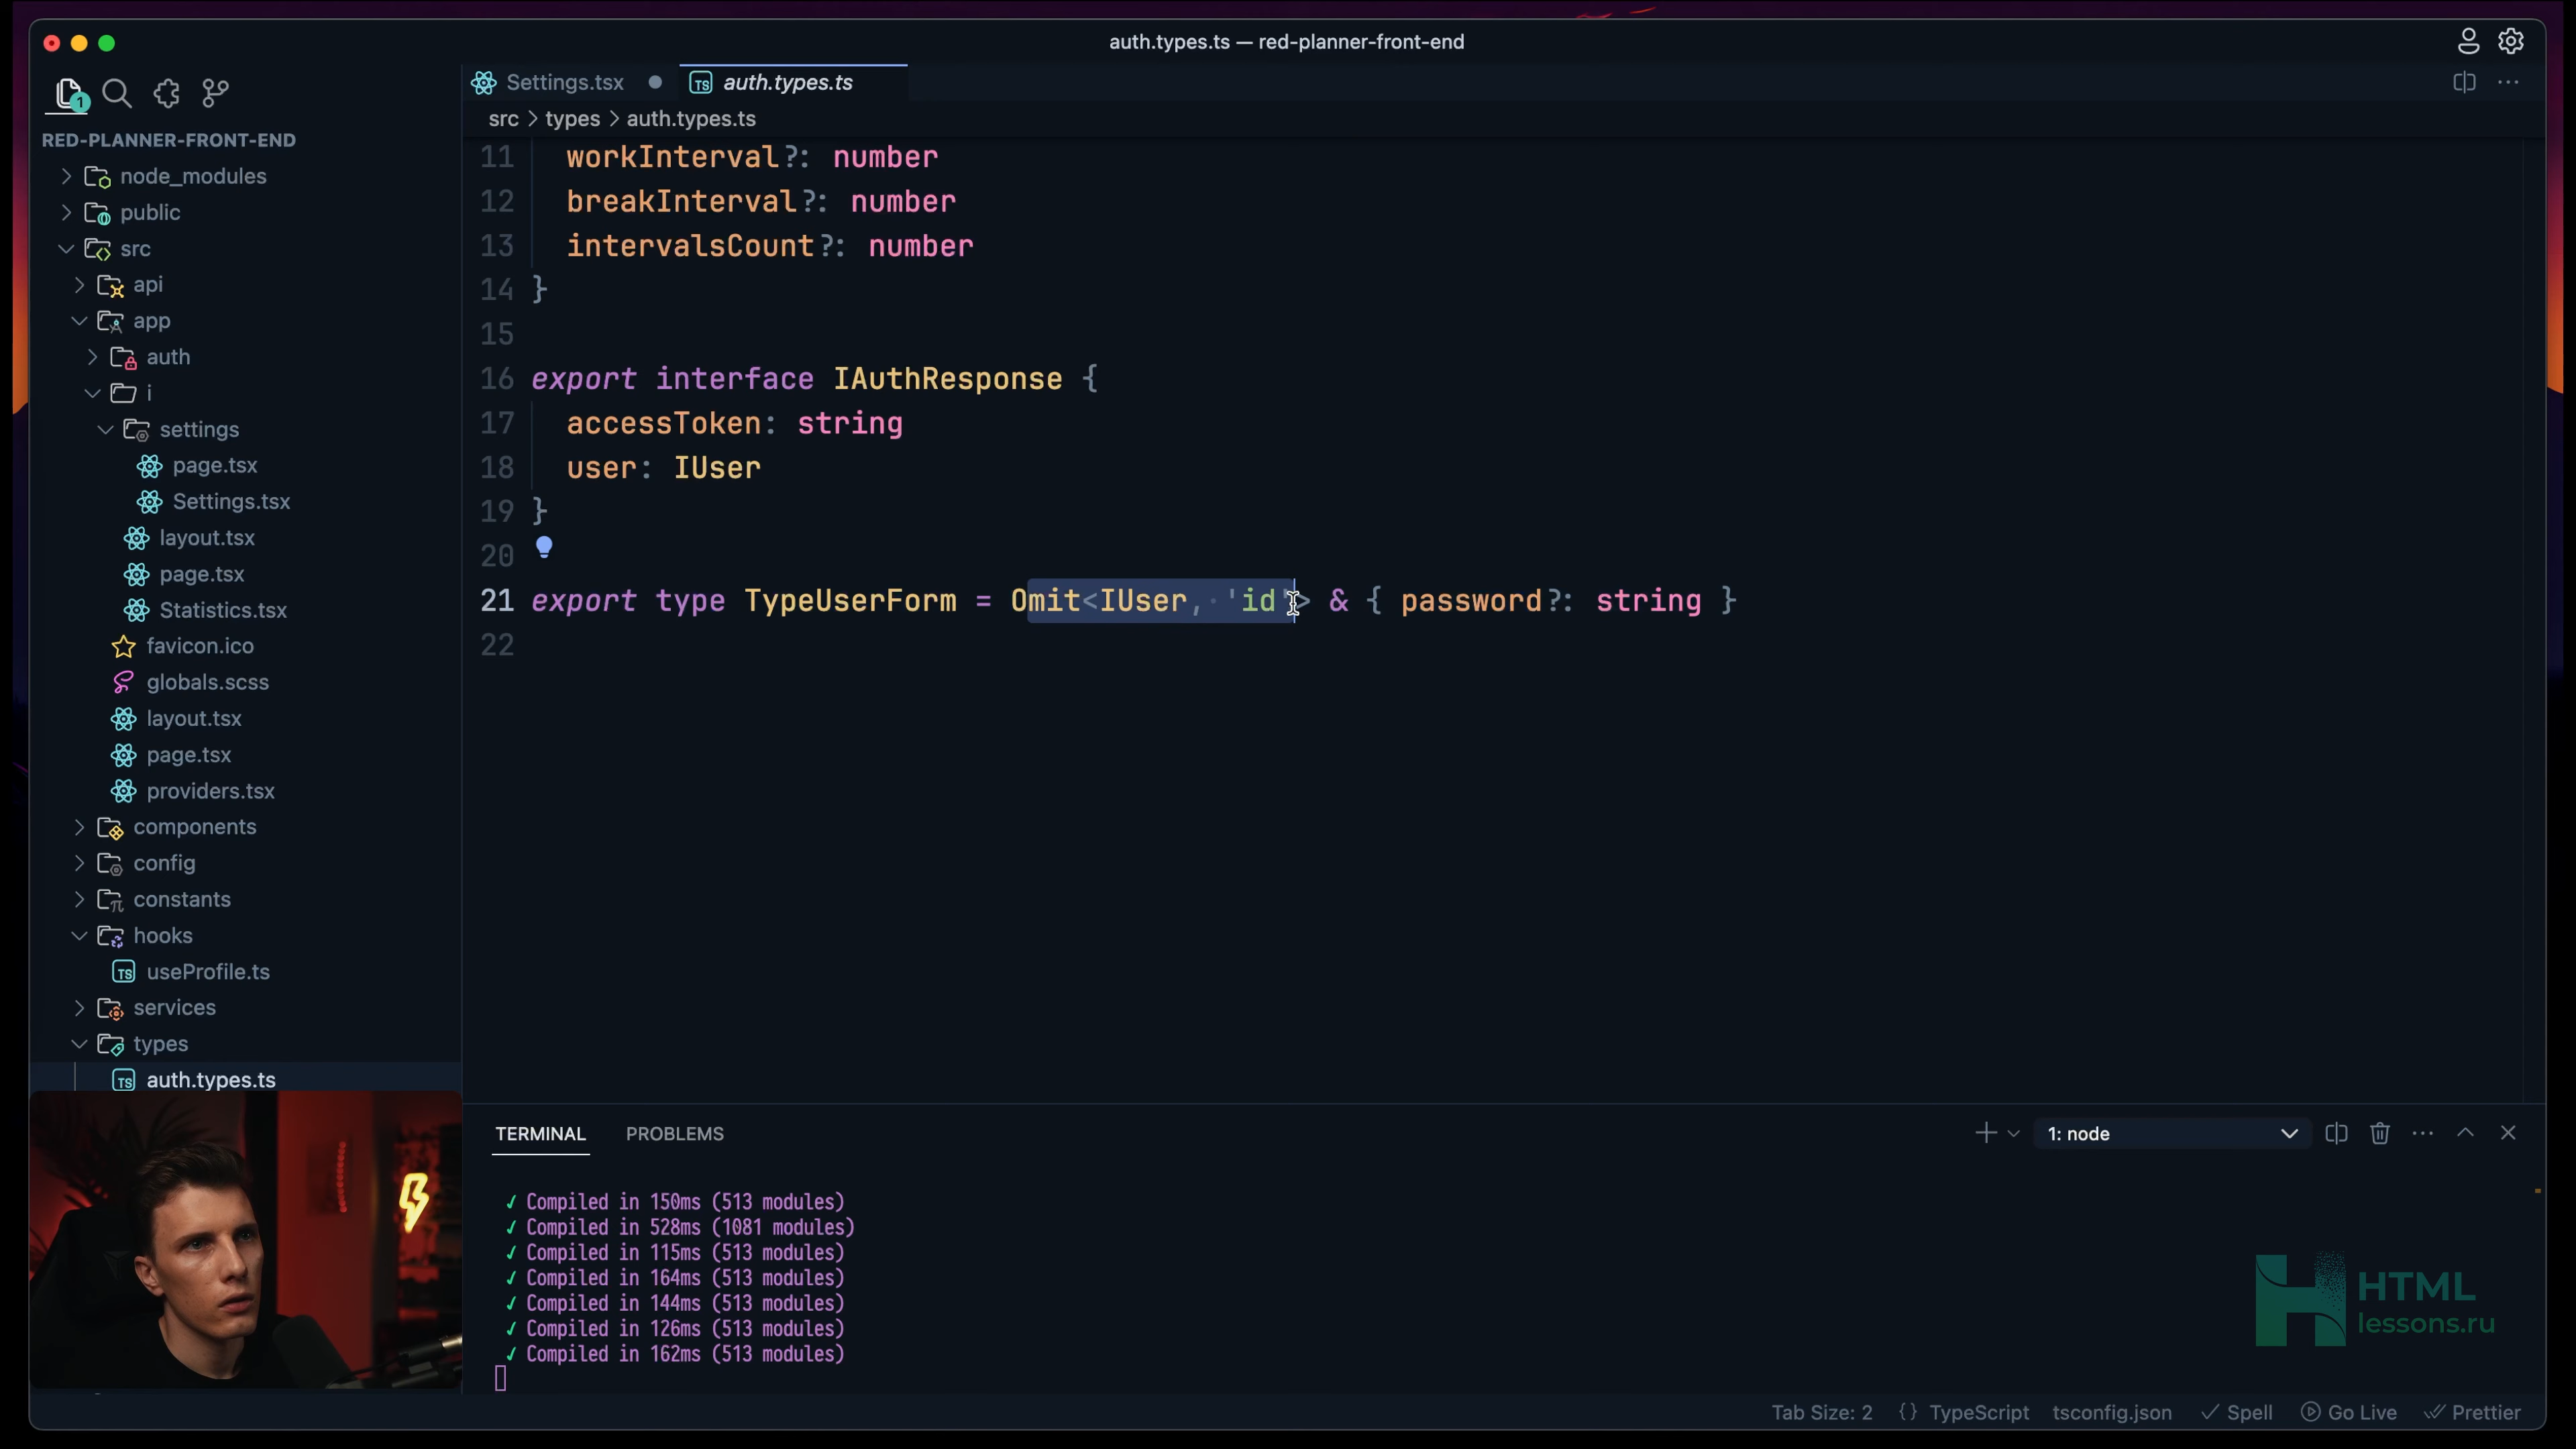 auth.types.ts — red-planner-front-end
1
Settings.tsx
TS auth.types.ts
src > types > auth.types.ts
RED-PLANNER-FRONT-END
node_modules
public
src
api
app
auth
i
settings
page.tsx
Settings.tsx
layout.tsx
page.tsx
Statistics.tsx
favicon.ico
globals.scss
layout.tsx
page.tsx
providers.tsx
components
config
constants
hooks
TS useProfile.ts
services
types
TS auth.types.ts
11 workInterval?: number
12 breakInterval?: number
13 intervalsCount?: number
14 }
15
16 export interface IAuthResponse {
17 accessToken: string
18 user: IUser
19 }
20
21 export type TypeUserForm = Omit<IUser, 'id'> & { password?: string }
22
TERMINAL PROBLEMS
1: node
✓ Compiled in 150ms (513 modules)
✓ Compiled in 528ms (1081 modules)
✓ Compiled in 115ms (513 modules)
✓ Compiled in 164ms (513 modules)
✓ Compiled in 144ms (513 modules)
✓ Compiled in 126ms (513 modules)
✓ Compiled in 162ms (513 modules)
HTML
lessons.ru
Tab Size: 2 {} TypeScript tsconfig.json Spell Go Live Prettier